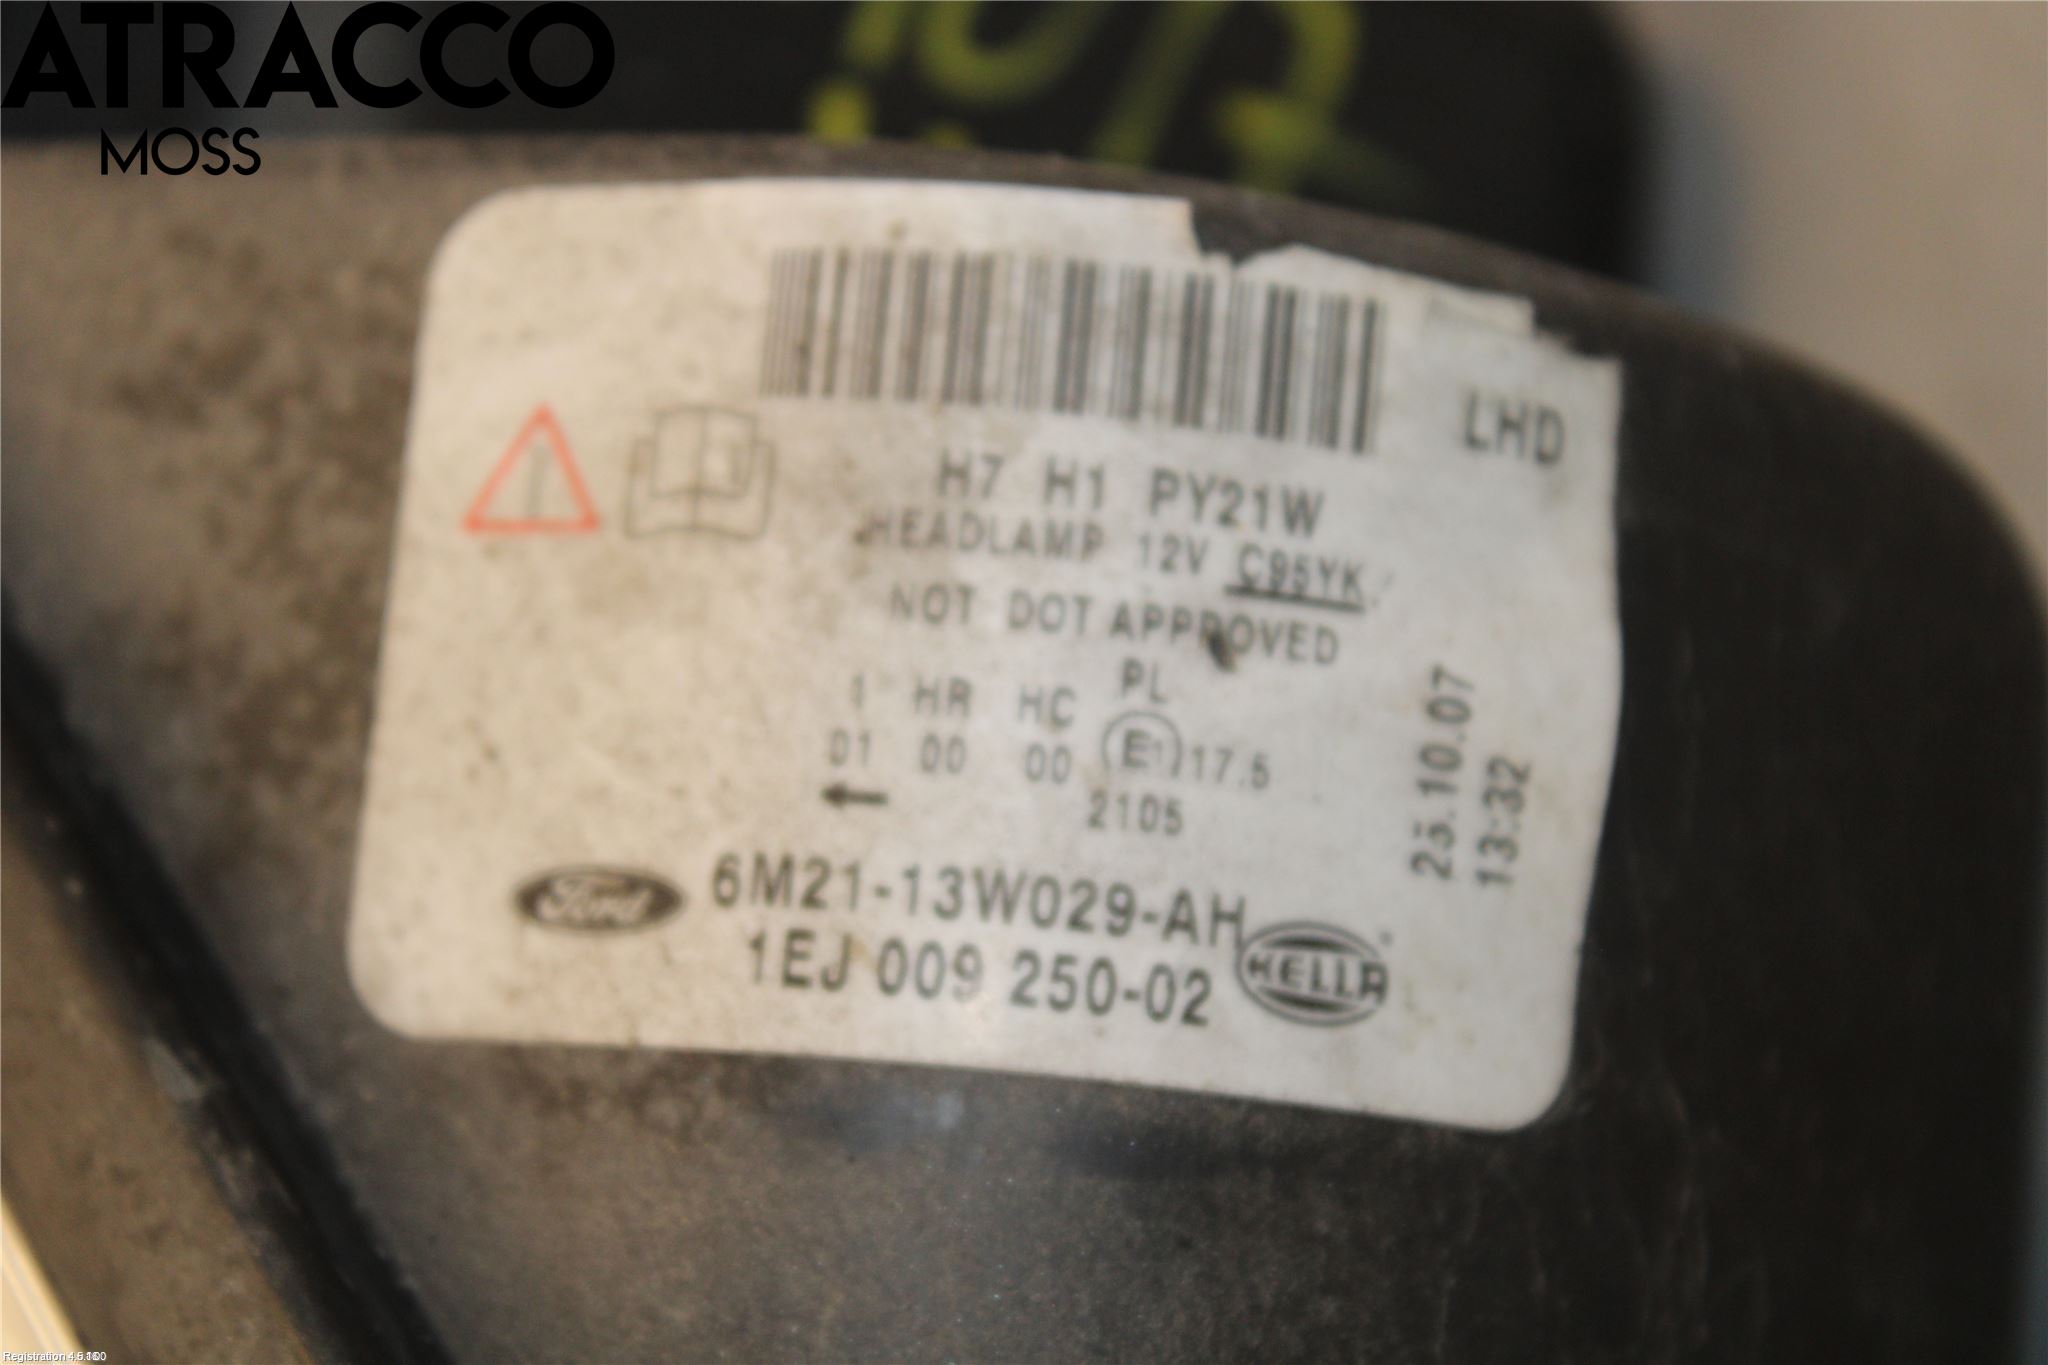 ATRACCO
MOSS
LHD
H7 H1 PY21W
HEADLAMP 12V C95YK
NOT DOT APPROVED
PL
1 HR HC
01 00 00 E1 17.5
2105
.10.07
13:32
Ford 6M21-13W029-AH
1EJ 009 250-02 HELLA